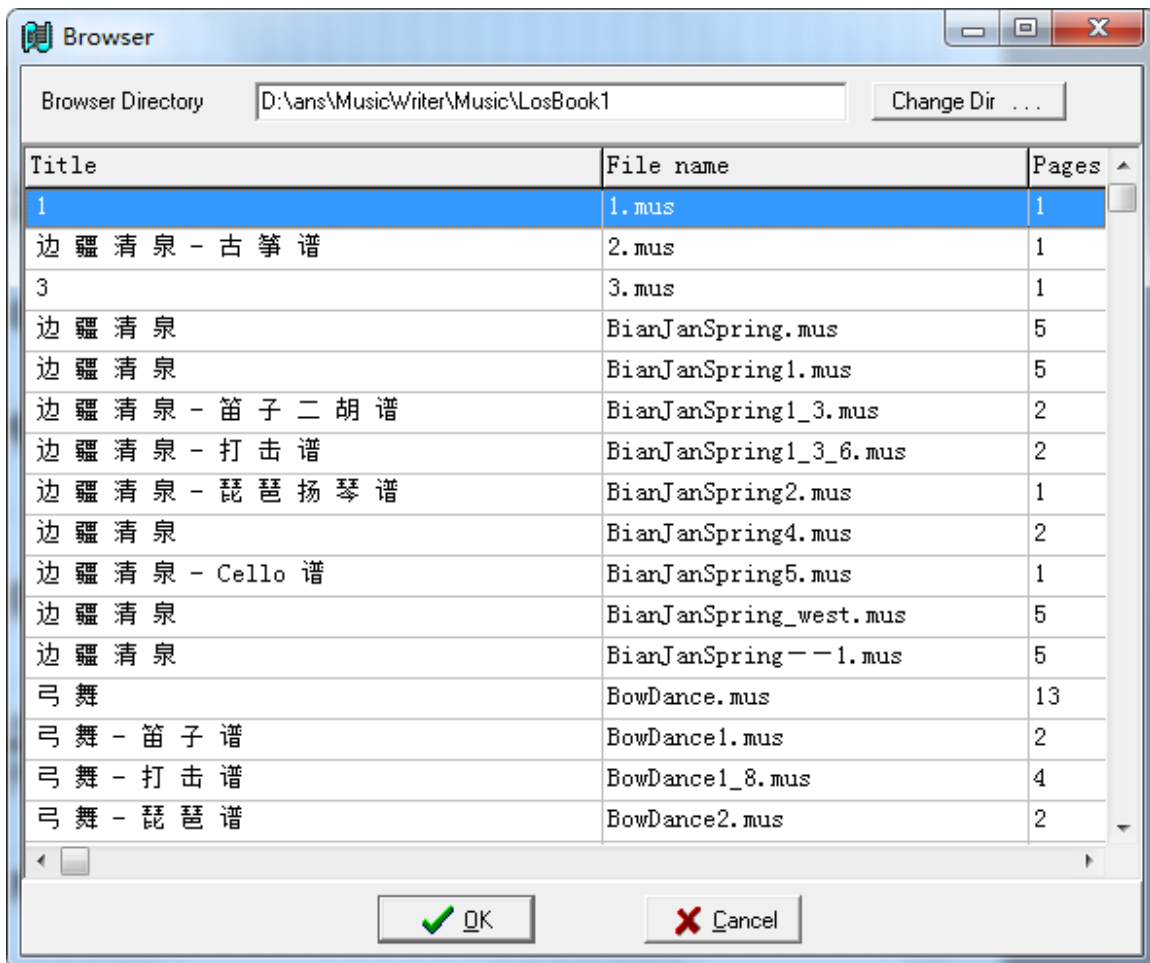 Browser
Browser Directory D:\ans\MusicWriter\Music\LosBook1 Change Dir ...
Title File name Pages
1 1.mus 1
边 疆 清 泉 - 古 筝 谱 2.mus 1
3 3.mus 1
边 疆 清 泉 BianJanSpring.mus 5
边 疆 清 泉 BianJanSpring1.mus 5
边 疆 清 泉 - 笛 子 二 胡 谱 BianJanSpring1_3.mus 2
边 疆 清 泉 - 打 击 谱 BianJanSpring1_3_6.mus 2
边 疆 清 泉 - 琵 琶 扬 琴 谱 BianJanSpring2.mus 1
边 疆 清 泉 BianJanSpring4.mus 2
边 疆 清 泉 - Cello 谱 BianJanSpring5.mus 1
边 疆 清 泉 BianJanSpring_west.mus 5
边 疆 清 泉 BianJanSpring－－1.mus 5
弓 舞 BowDance.mus 13
弓 舞 - 笛 子 谱 BowDance1.mus 2
弓 舞 - 打 击 谱 BowDance1_8.mus 4
弓 舞 - 琵 琶 谱 BowDance2.mus 2
OK Cancel